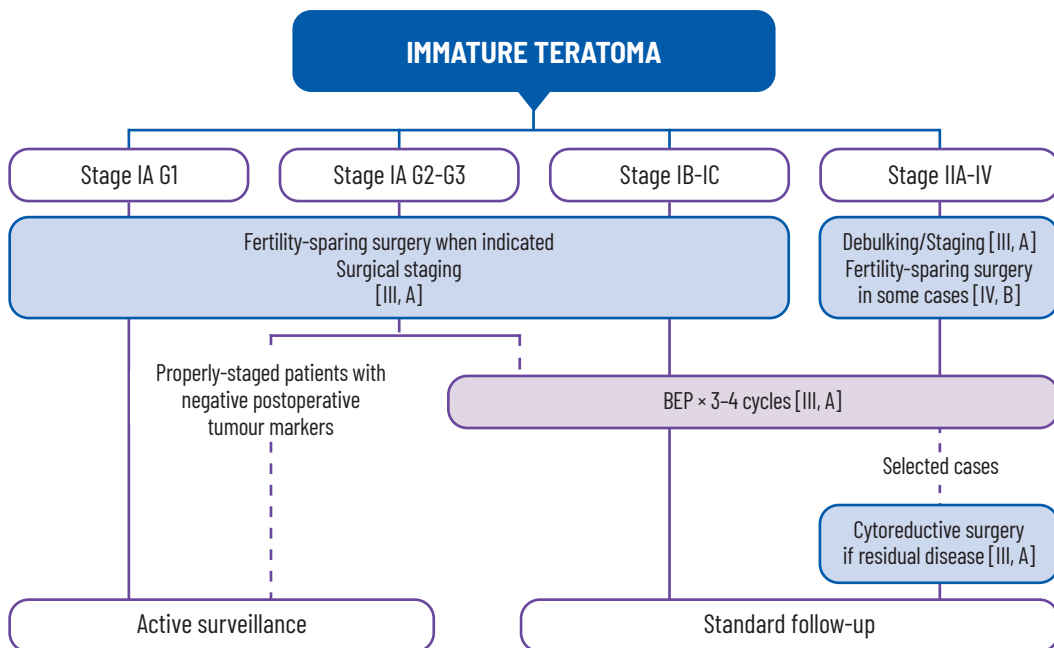 IMMATURE TERATOMA
Stage IA G1
Stage IA G2-G3
Stage IB-IC
Stage IIA-IV
Fertility-sparing surgery when indicated
Surgical staging
[III, A]
Debulking/Staging [III, A]
Fertility-sparing surgery
in some cases [IV, B]
Properly-staged patients with
negative postoperative
tumour markers
BEP × 3–4 cycles [III, A]
Selected cases
Cytoreductive surgery
if residual disease [III, A]
Active surveillance
Standard follow-up